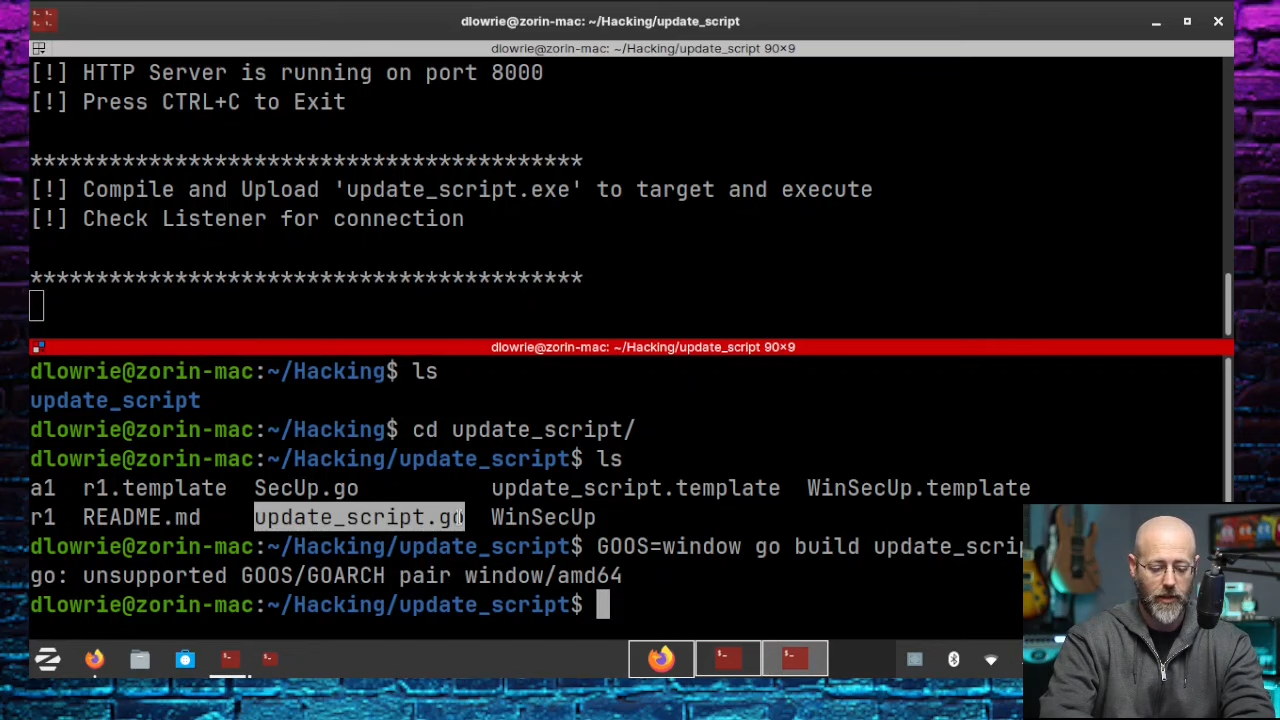 dlowrie@zorin-mac: ~/Hacking/update_script
dlowrie@zorin-mac: ~/Hacking/update_script 90×9
[!] HTTP Server is running on port 8000
[!] Press CTRL+C to Exit
******************************************
[!] Compile and Upload 'update_script.exe' to target and execute
[!] Check Listener for connection
******************************************
dlowrie@zorin-mac: ~/Hacking/update_script 90×9
dlowrie@zorin-mac:~/Hacking$ ls
update_script
dlowrie@zorin-mac:~/Hacking$ cd update_script/
dlowrie@zorin-mac:~/Hacking/update_script$ ls
a1 r1.template SecUp.go update_script.template WinSecUp.template
r1 README.md update_script.go WinSecUp
dlowrie@zorin-mac:~/Hacking/update_script$ GOOS=window go build update_scrip
go: unsupported GOOS/GOARCH pair window/amd64
dlowrie@zorin-mac:~/Hacking/update_script$